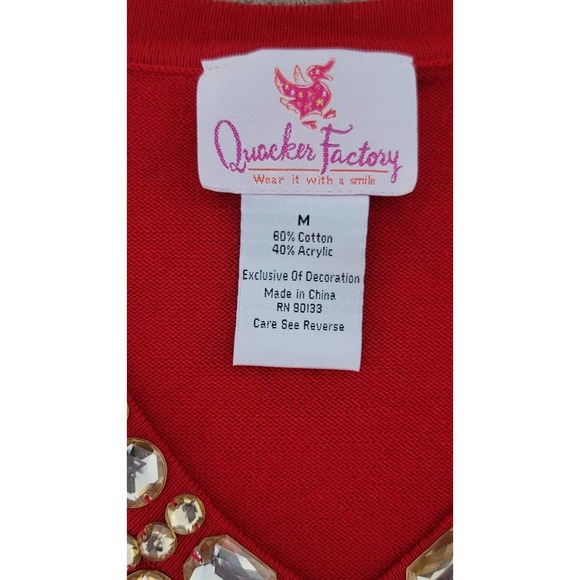 Quacker Factory
Wear it with a smile
M
60% Cotton
40% Acrylic
Exclusive Of Decoration
Made in China
RN 90133
Care See Reverse